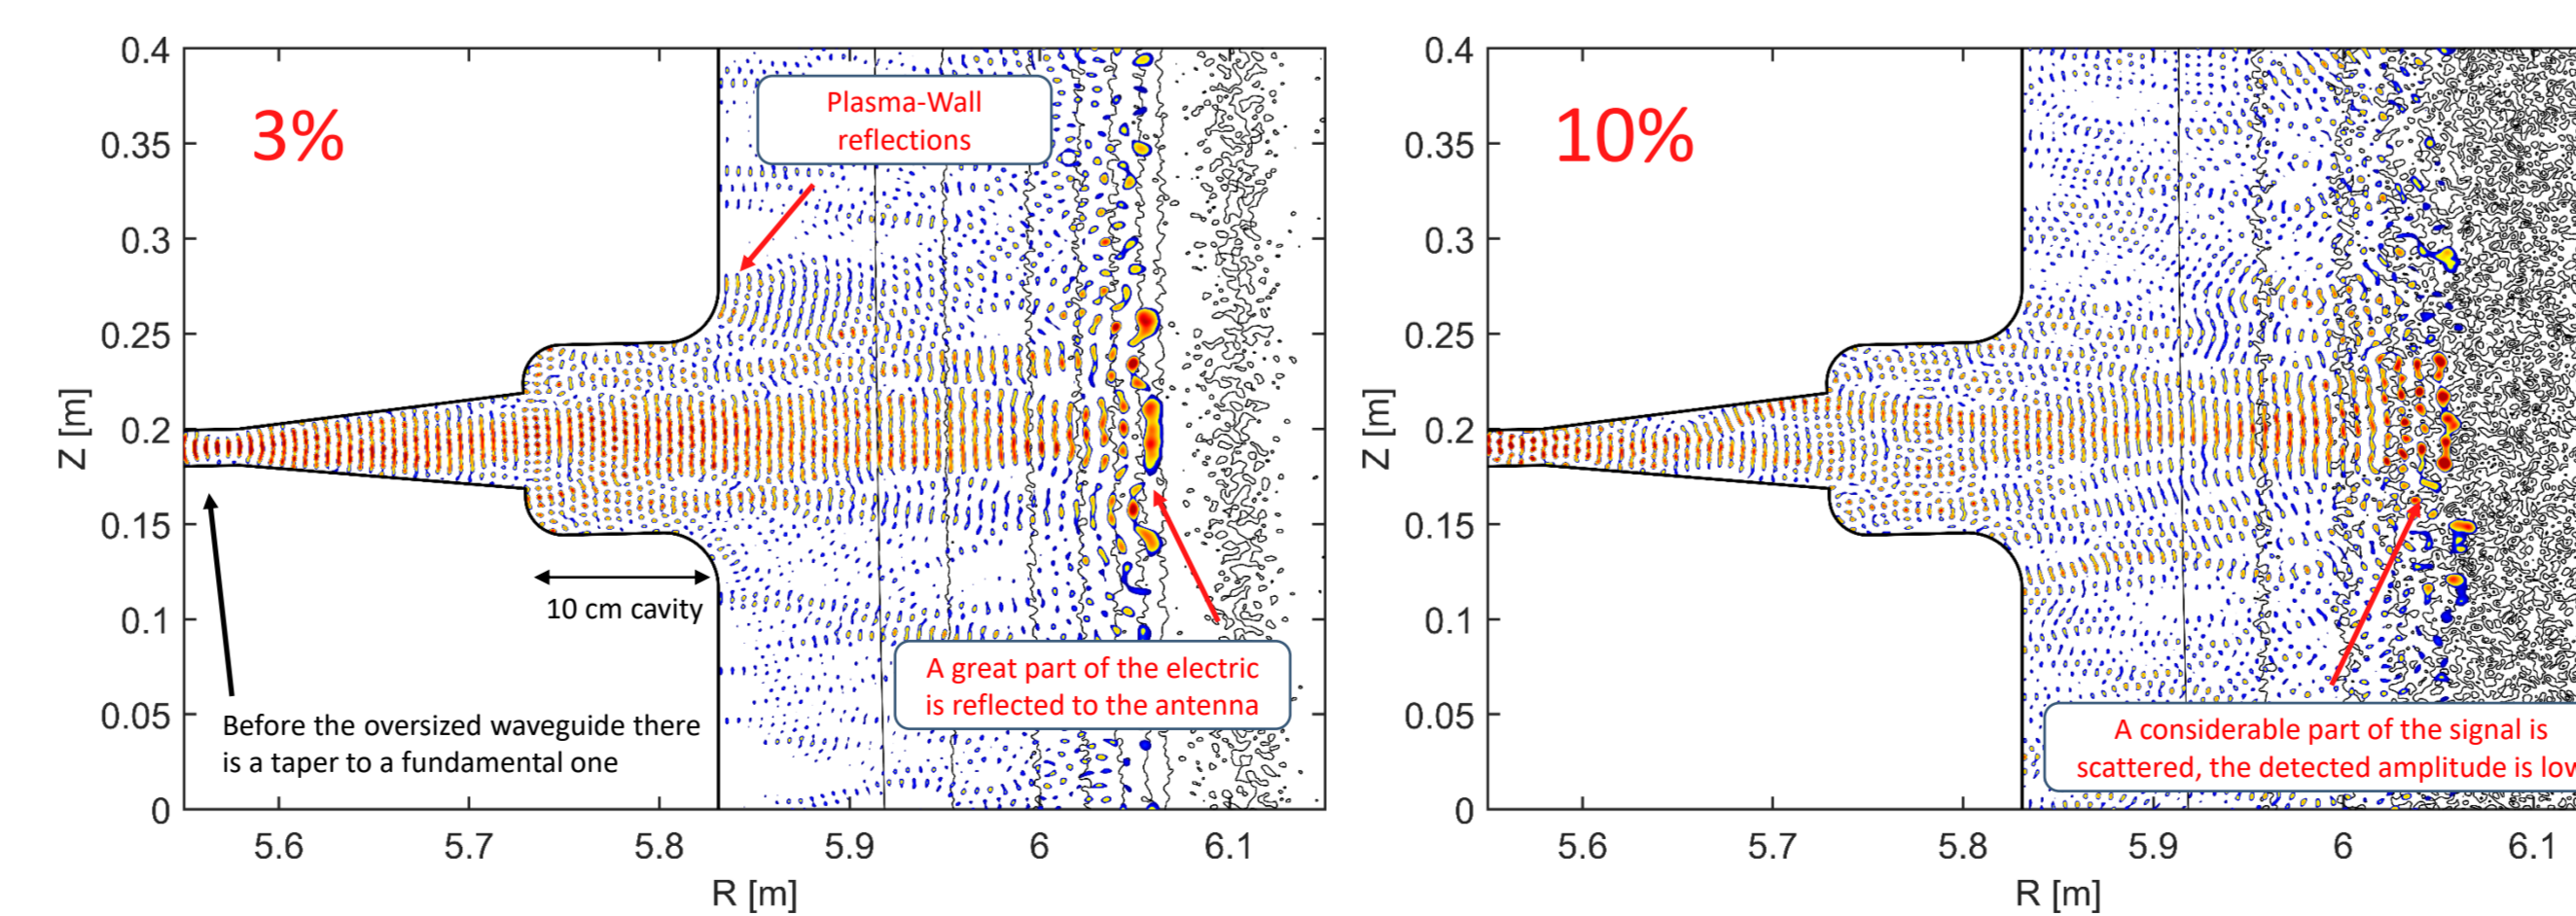 3%
Plasma-Wall
reflections
10 cm cavity
Before the oversized waveguide there
is a taper to a fundamental one
A great part of the electric
is reflected to the antenna
0.4
0.35
0.3
0.25
0.2
0.15
0.1
0.05
0
Z [m]
5.6 5.7 5.8 5.9 6 6.1
R [m]
10%
A considerable part of the signal is
scattered, the detected amplitude is low
0.4
0.35
0.3
0.25
0.2
0.15
0.1
0.05
0
Z [m]
5.6 5.7 5.8 5.9 6 6.1
R [m]